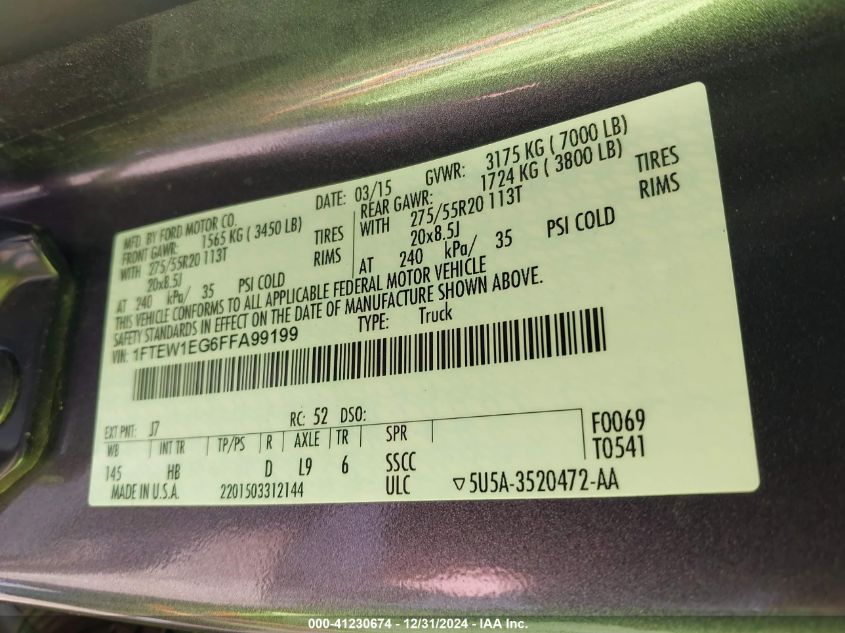 MFD. BY FORD MOTOR CO.
DATE: 03/15 GVWR: 3175 KG ( 7000 LB)
FRONT GAWR: 1565 KG ( 3450 LB)
REAR GAWR: 1724 KG ( 3800 LB)
WITH 275/55R20 113T TIRES
WITH 275/55R20 113T TIRES
20x8.5J RIMS
20x8.5J RIMS
AT 240 kPa/ 35 PSI COLD
AT 240 kPa/ 35 PSI COLD
THIS VEHICLE CONFORMS TO ALL APPLICABLE FEDERAL MOTOR VEHICLE
SAFETY STANDARDS IN EFFECT ON THE DATE OF MANUFACTURE SHOWN ABOVE.
VIN: 1FTEW1EG6FFA99199 TYPE: Truck
EXT PNT: J7 RC: 52 DSO:
WB INT TR TP/PS R AXLE TR SPR F0069
145 HB D L9 6 SSCC T0541
MADE IN U.S.A. 2201503312144 ULC ▽5U5A-3520472-AA
000-41230674 - 12/31/2024 - IAA Inc.